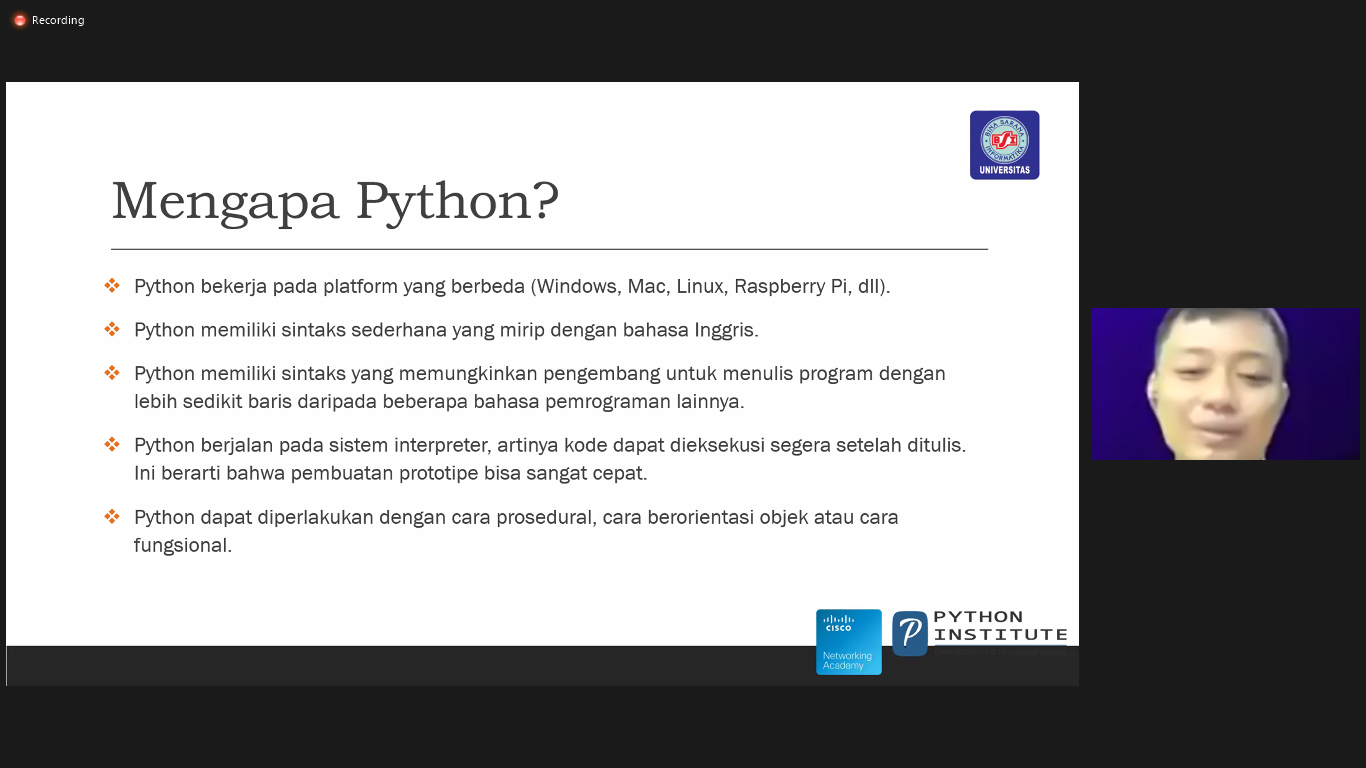 Recording
BINA SARANA
BSI
INFORMATIKA
UNIVERSITAS
Mengapa Python?
Python bekerja pada platform yang berbeda (Windows, Mac, Linux, Raspberry Pi, dll).
Python memiliki sintaks sederhana yang mirip dengan bahasa Inggris.
Python memiliki sintaks yang memungkinkan pengembang untuk menulis program dengan
lebih sedikit baris daripada beberapa bahasa pemrograman lainnya.
Python berjalan pada sistem interpreter, artinya kode dapat dieksekusi segera setelah ditulis.
Ini berarti bahwa pembuatan prototipe bisa sangat cepat.
Python dapat diperlakukan dengan cara prosedural, cara berorientasi objek atau cara
fungsional.
CISCO
Networking
Academy
P
PYTHON
INSTITUTE